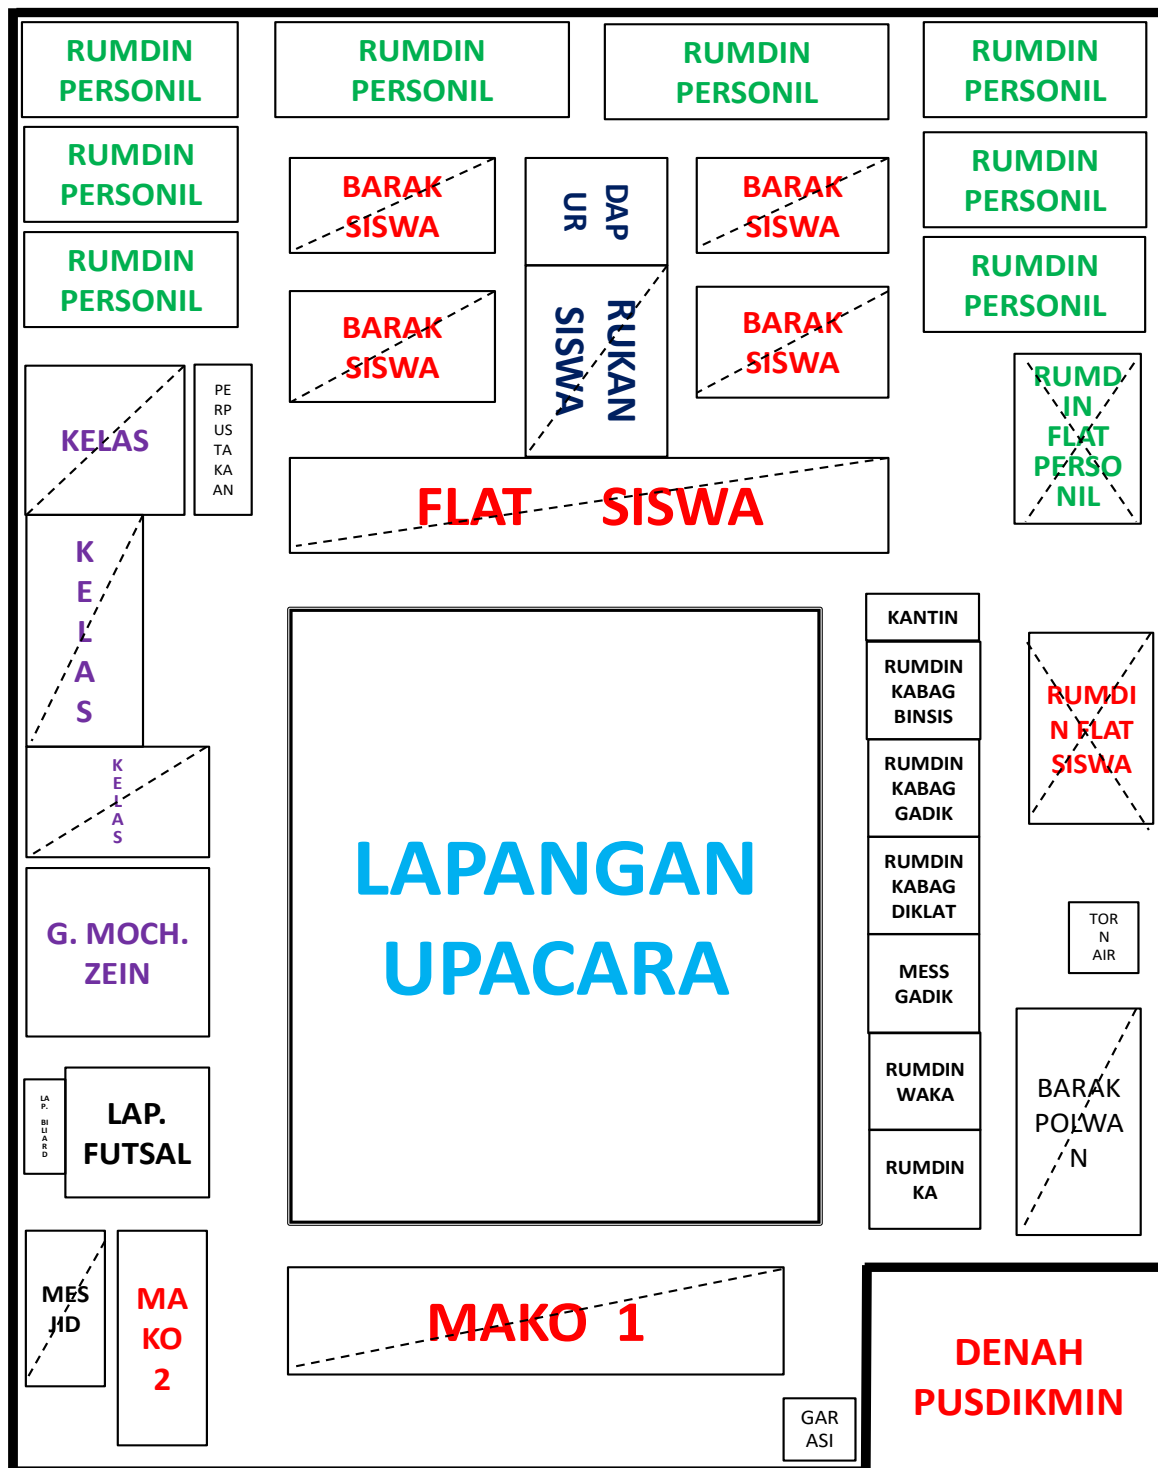 RUMDIN
PERSONIL
RUMDIN
PERSONIL
RUMDIN
PERSONIL
RUMDIN
PERSONIL
RUMDIN
PERSONIL
BARAK
SISWA
DAP
UR
BARAK
SISWA
RUMDIN
PERSONIL
RUMDIN
PERSONIL
BARAK
SISWA
RUKAN
SISWA
BARAK
SISWA
RUMDIN
PERSONIL
KELAS
PE
RP
US
TA
KA
AN
RUMD
IN
FLAT
PERSO
NIL
FLAT SISWA
K
E
L
A
S
KANTIN
RUMDIN
KABAG
BINSIS
RUMDI
N FLAT
SISWA
K
E
L
A
S
RUMDIN
KABAG
GADIK
LAPANGAN
UPACARA
RUMDIN
KABAG
DIKLAT
G. MOCH.
ZEIN
TOR
N
AIR
MESS
GADIK
LA
P.
BI
LI
A
R
D
LAP.
FUTSAL
RUMDIN
WAKA
BARAK
POLWA
N
RUMDIN
KA
MES
JID
MA
KO
2
MAKO 1
GAR
ASI
DENAH
PUSDIKMIN